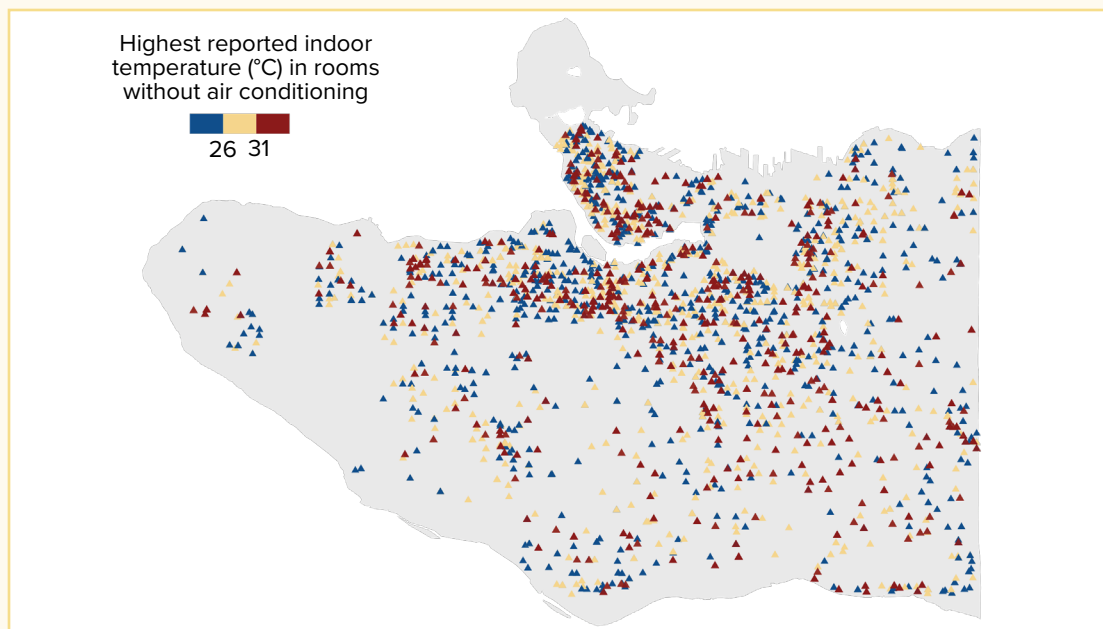 Highest reported indoor
temperature (°C) in rooms
without air conditioning
26 31